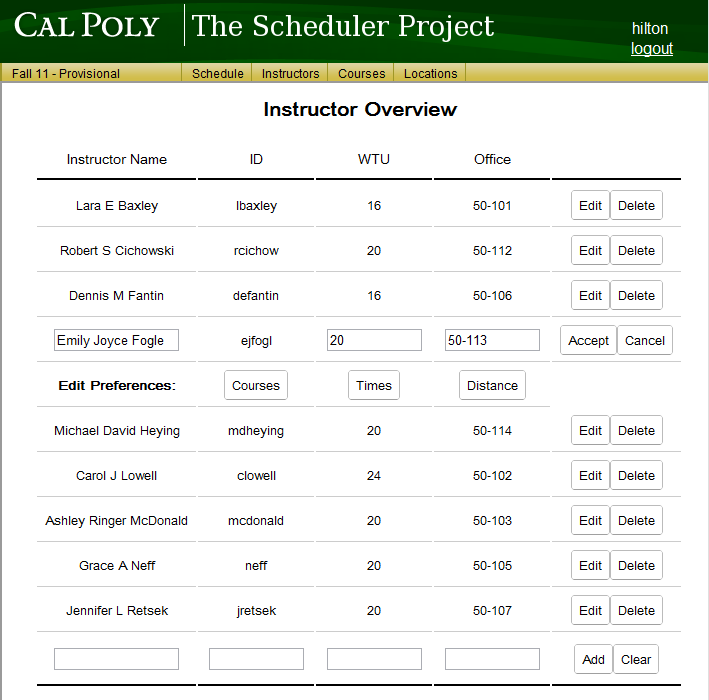 CAL POLY The Scheduler Project
hilton
logout
Fall 11 - Provisional Schedule Instructors Courses Locations
Instructor Overview
Instructor Name ID WTU Office
Lara E Baxley lbaxley 16 50-101 Edit Delete
Robert S Cichowski rcichow 20 50-112 Edit Delete
Dennis M Fantin defantin 16 50-106 Edit Delete
Emily Joyce Fogle ejfogl 20 50-113 Accept Cancel
Edit Preferences: Courses Times Distance
Michael David Heying mdheying 20 50-114 Edit Delete
Carol J Lowell clowell 24 50-102 Edit Delete
Ashley Ringer McDonald mcdonald 20 50-103 Edit Delete
Grace A Neff neff 20 50-105 Edit Delete
Jennifer L Retsek jretsek 20 50-107 Edit Delete
Add Clear